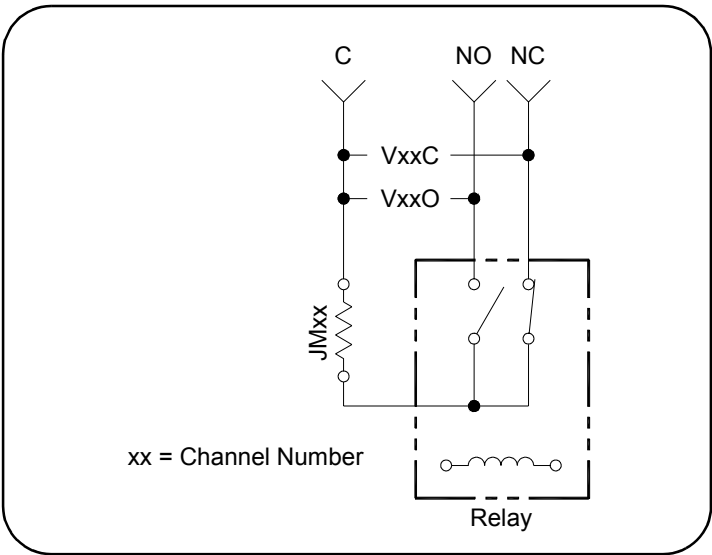 C NO NC
VxxC
VxxO
JMxx
xx = Channel Number
Relay